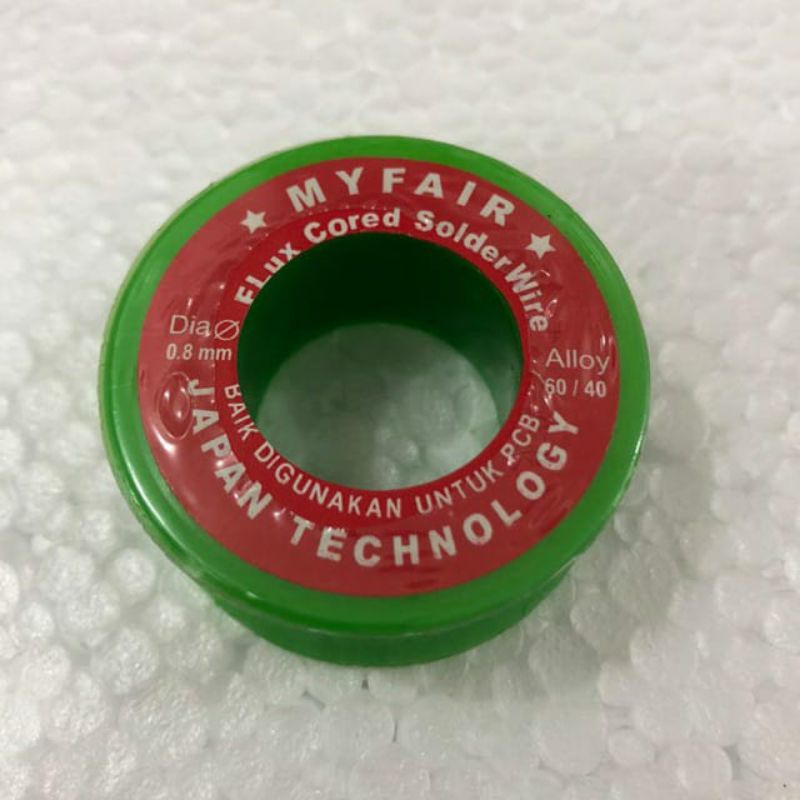 ★ MYFAIR ★
FLux Cored SolderWire
Dia Ø
0.8 mm
Alloy
60 / 40
BAIK DIGUNAKAN UNTUK PCB
JAPAN TECHNOLOGY